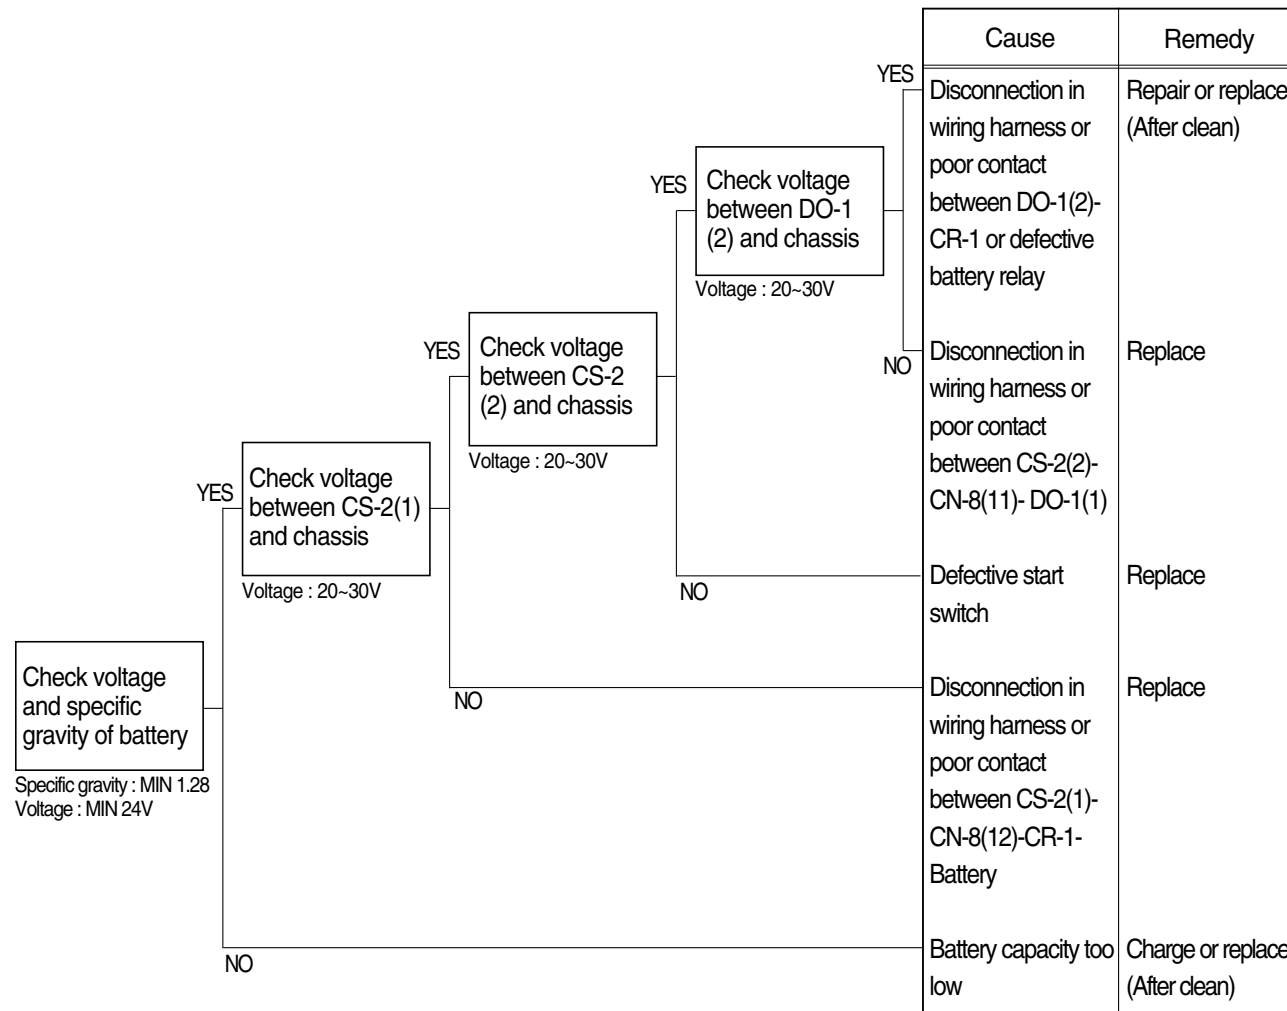 Cause
Remedy
YES
Disconnection in
wiring harness or
poor contact
between DO-1(2)-
CR-1 or defective
battery relay
Repair or replace
(After clean)
YES
Check voltage
between DO-1
(2) and chassis
Voltage : 20~30V
NO
Disconnection in
wiring harness or
poor contact
between CS-2(2)-
CN-8(11)- DO-1(1)
Replace
YES
Check voltage
between CS-2
(2) and chassis
Voltage : 20~30V
NO
Defective start
switch
Replace
YES
Check voltage
between CS-2(1)
and chassis
Voltage : 20~30V
NO
Disconnection in
wiring harness or
poor contact
between CS-2(1)-
CN-8(12)-CR-1-
Battery
Replace
Check voltage
and specific
gravity of battery
Specific gravity : MIN 1.28
Voltage : MIN 24V
NO
Battery capacity too
low
Charge or replace
(After clean)